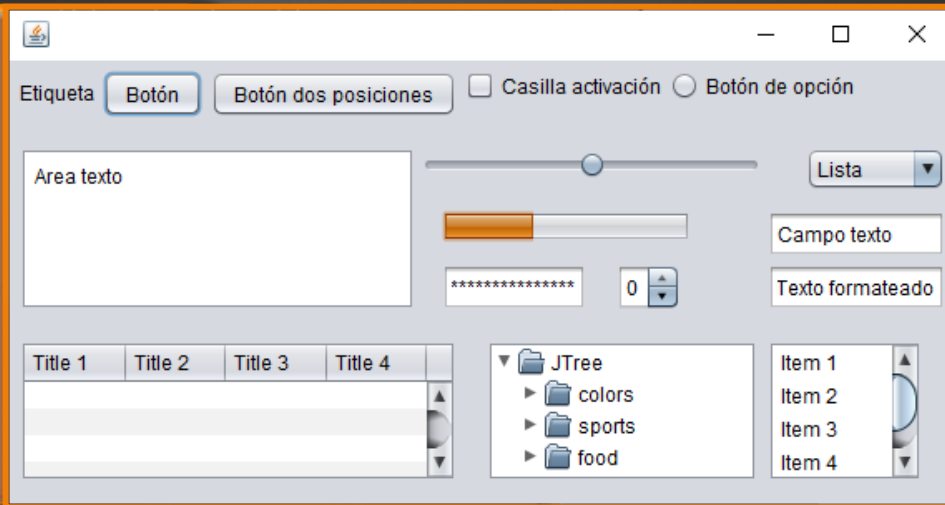 Etiqueta Botón Botón dos posiciones Casilla activación Botón de opción
Area texto
Lista
Campo texto
*************** 0 Texto formateado
Title 1 Title 2 Title 3 Title 4
JTree
colors
sports
food
Item 1
Item 2
Item 3
Item 4